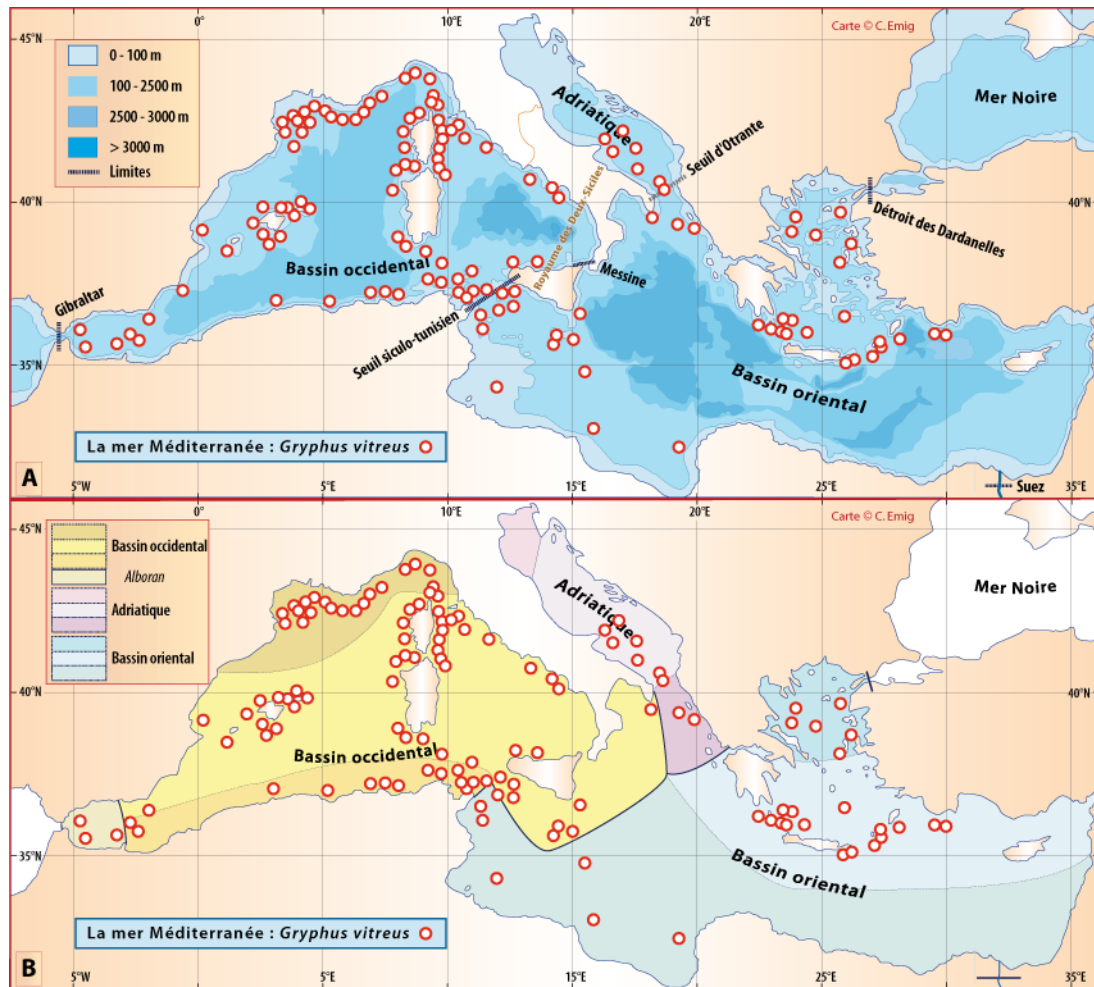 0°
10°E
20°E
45°N
Carte © C. Emig
0 - 100 m
100 - 2500 m
2500 - 3000 m
> 3000 m
Limites
Adriatique
Mer Noire
Seuil d'Otrante
Royaume des Deux-Siciles
40°N
40°N
Détroit des Dardanelles
Bassin occidental
Messine
Gibraltar
Seuil siculo-tunisien
35°N
Bassin oriental
La mer Méditerranée : Gryphus vitreus
A
Suez
5°W
0°
5°E
10°E
15°E
20°E
25°E
35°E
45°N
Carte © C. Emig
Bassin occidental
Alboran
Adriatique
Bassin oriental
Adriatique
Mer Noire
40°N
40°N
Bassin occidental
35°N
Bassin oriental
La mer Méditerranée : Gryphus vitreus
B
5°W
5°E
15°E
25°E
35°E